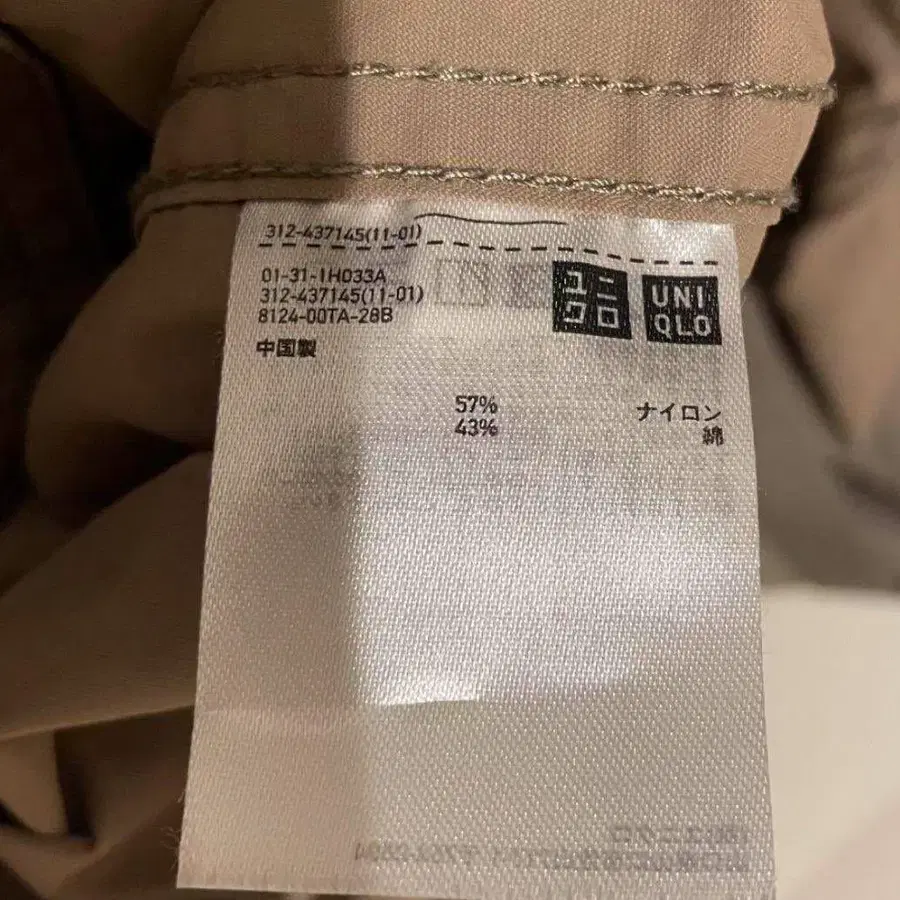 312-437145(11-01)
01-31-1H033A
312-437145(11-01)
8124-00TA-28B
中国製
ユニ
クロ
UNI
QLO
57% ナイロン
43% 綿